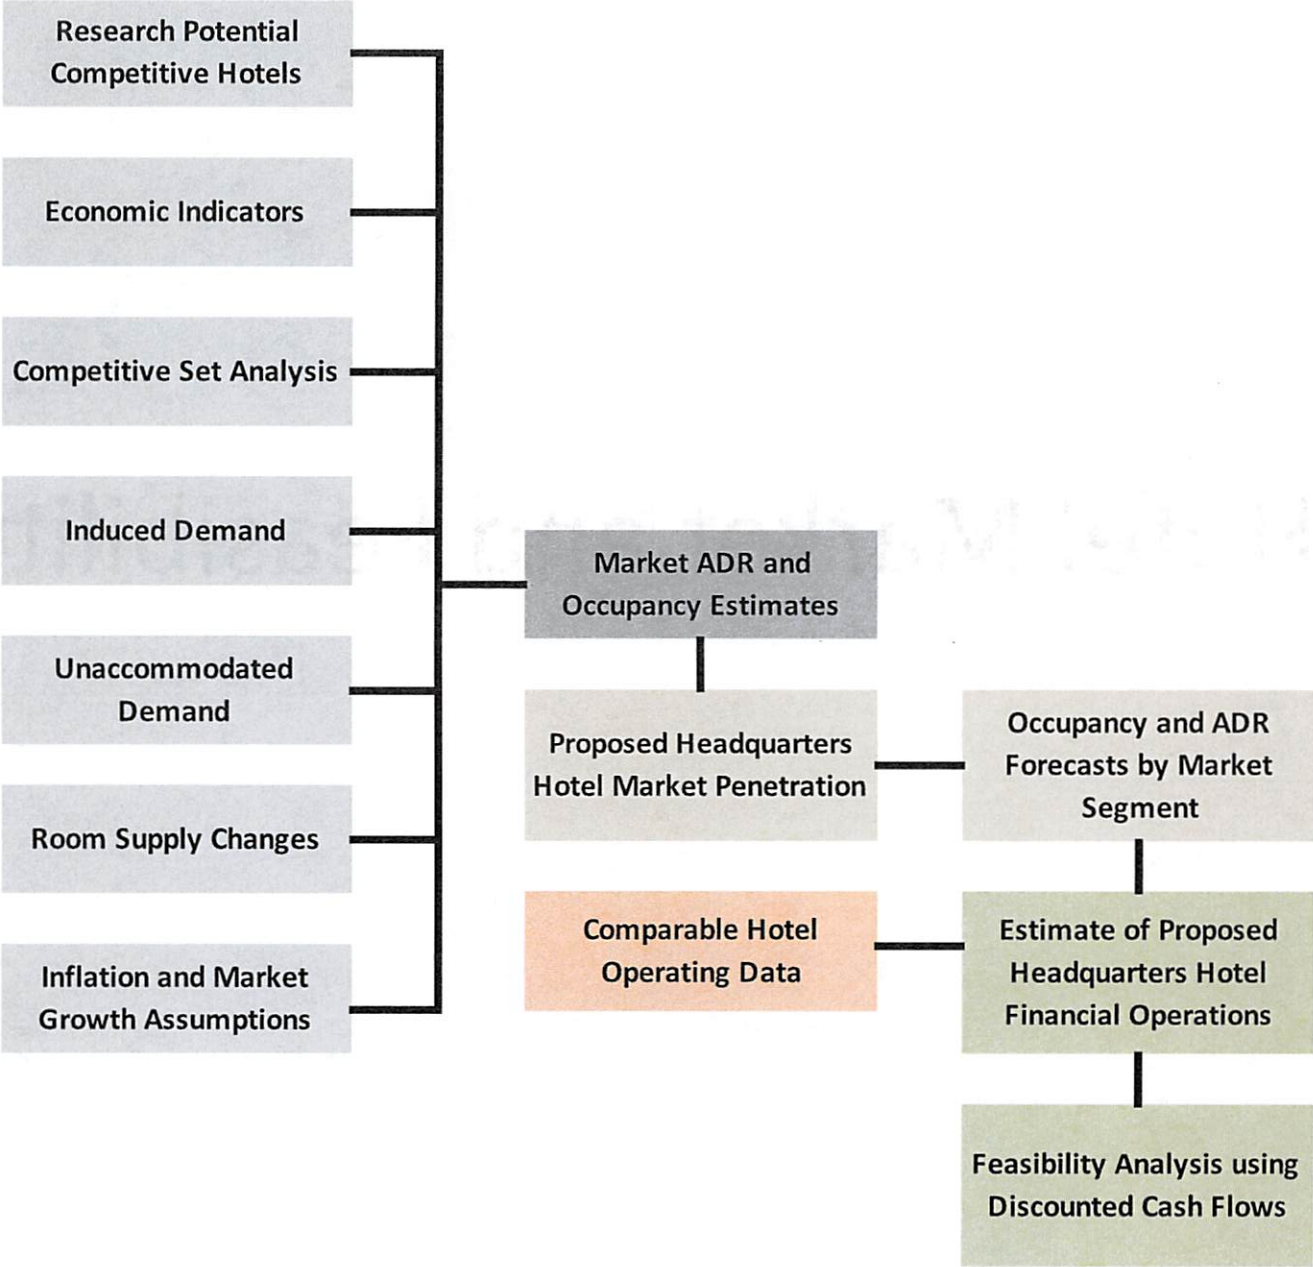 Research Potential
Competitive Hotels
Economic Indicators
Competitive Set Analysis
Induced Demand
Unaccommodated
Demand
Room Supply Changes
Inflation and Market
Growth Assumptions
Market ADR and
Occupancy Estimates
Proposed Headquarters
Hotel Market Penetration
Occupancy and ADR
Forecasts by Market
Segment
Comparable Hotel
Operating Data
Estimate of Proposed
Headquarters Hotel
Financial Operations
Feasibility Analysis using
Discounted Cash Flows